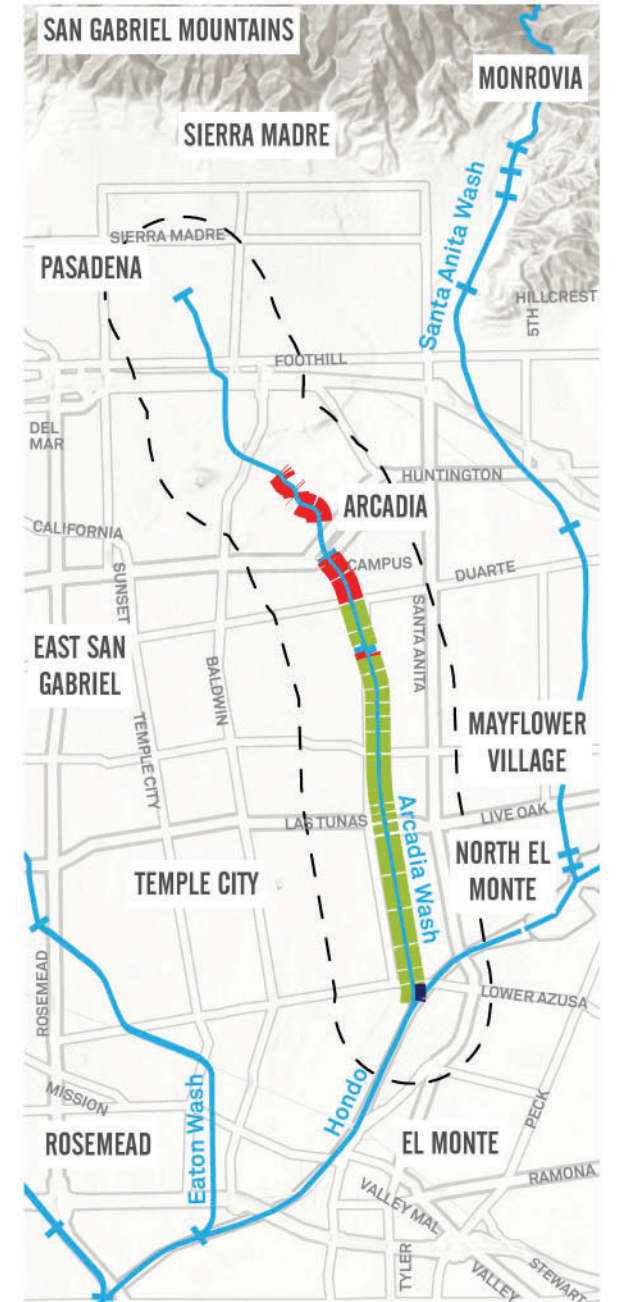 SAN GABRIEL MOUNTAINS
MONROVIA
SIERRA MADRE
Santa Anita Wash
SIERRA MADRE
PASADENA
HILLCREST
5TH
FOOTHILL
DEL
MAR
HUNTINGTON
ARCADIA
CALIFORNIA
CAMPUS
DUARTE
SUNSET
SANTA ANITA
EAST SAN
GABRIEL
BALDWIN
TEMPLE CITY
MAYFLOWER
VILLAGE
Arcadia Wash
LIVE OAK
LAS TUNAS
NORTH EL
MONTE
TEMPLE CITY
ROSEMEAD
LOWER AZUSA
Hondo
Eaton Wash
MISSION
PECK
ROSEMEAD
EL MONTE
RAMONA
VALLEY MAL
TYLER
VALLEY
STEWART